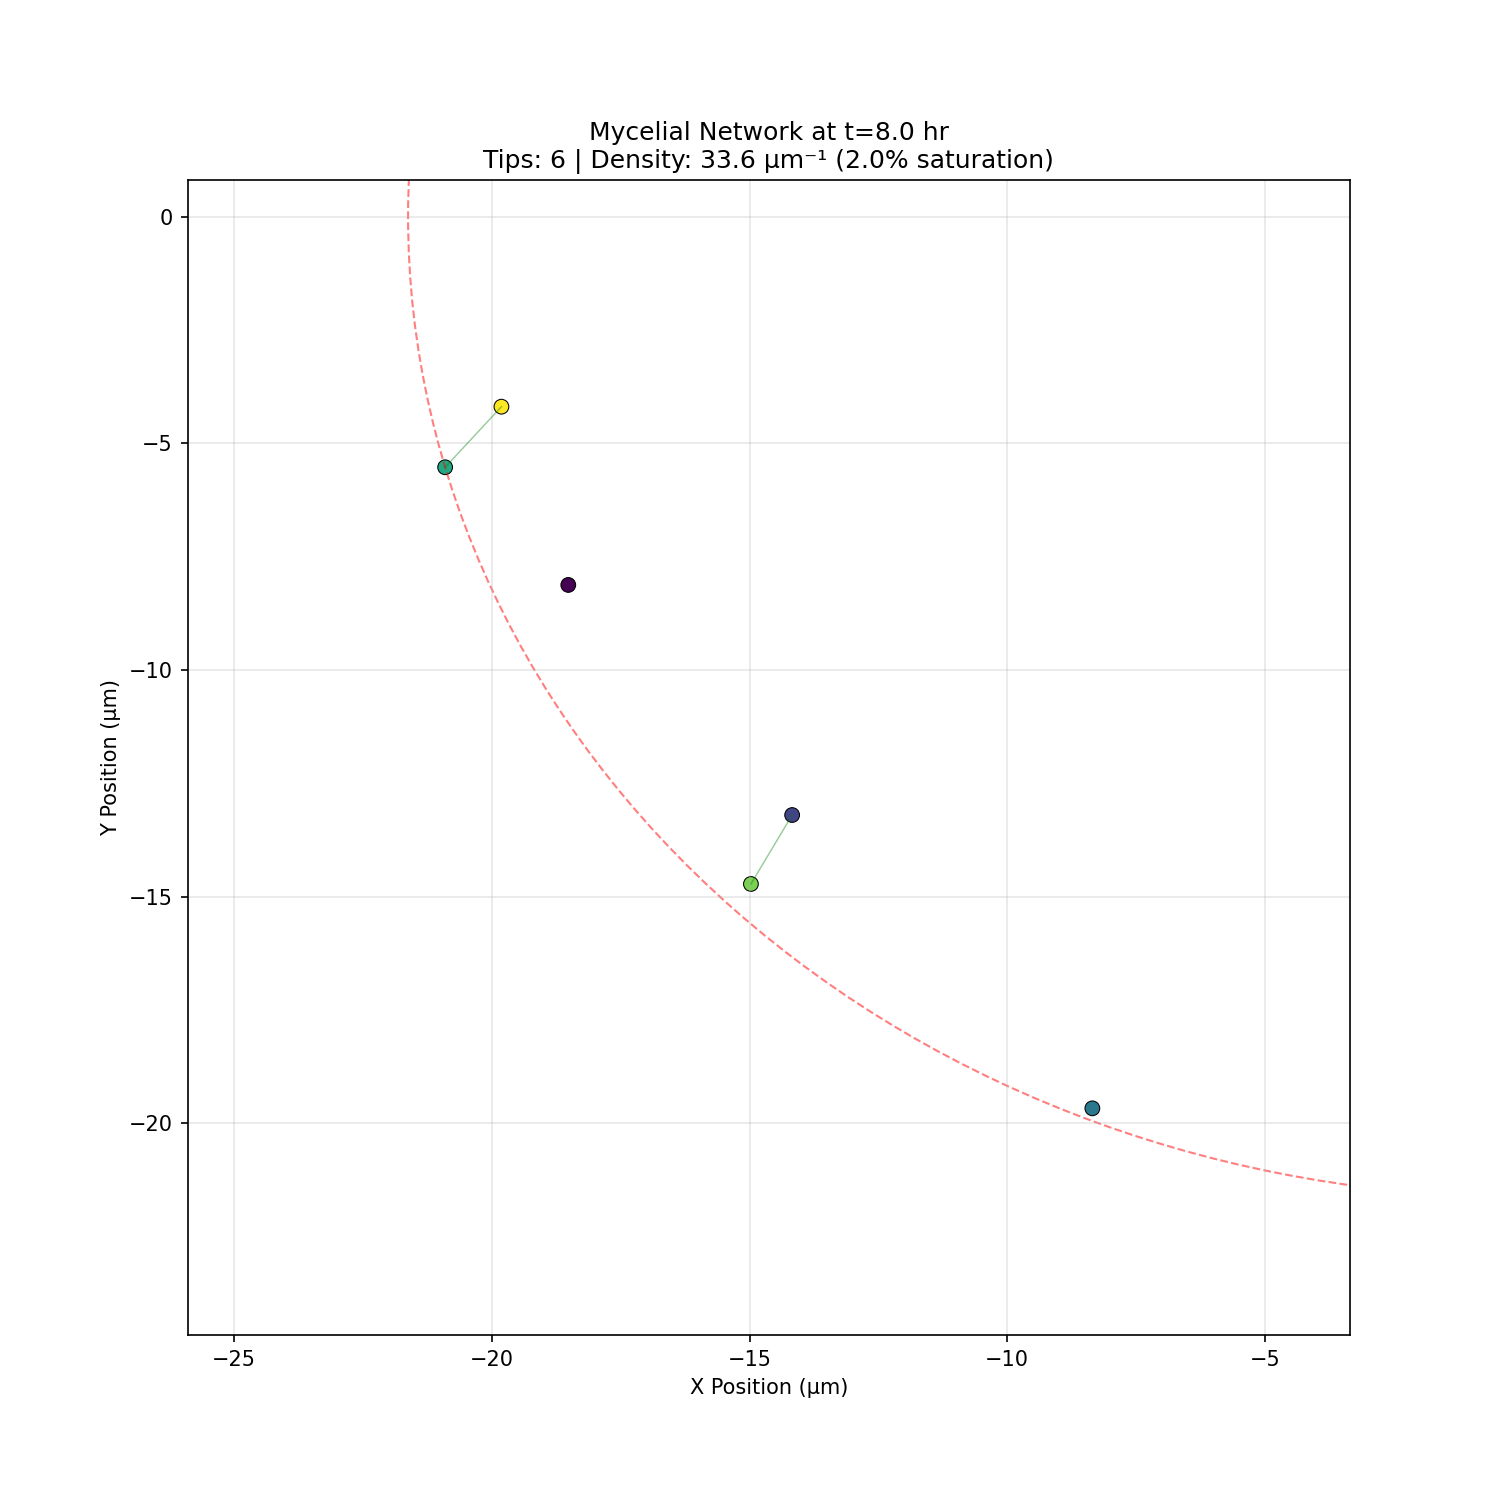 Mycelial Network at t=8.0 hr
Tips: 6 | Density: 33.6 μm⁻¹ (2.0% saturation)
0
−5
−10
−15
−20
Y Position (μm)
−25
−20
−15
−10
−5
X Position (μm)